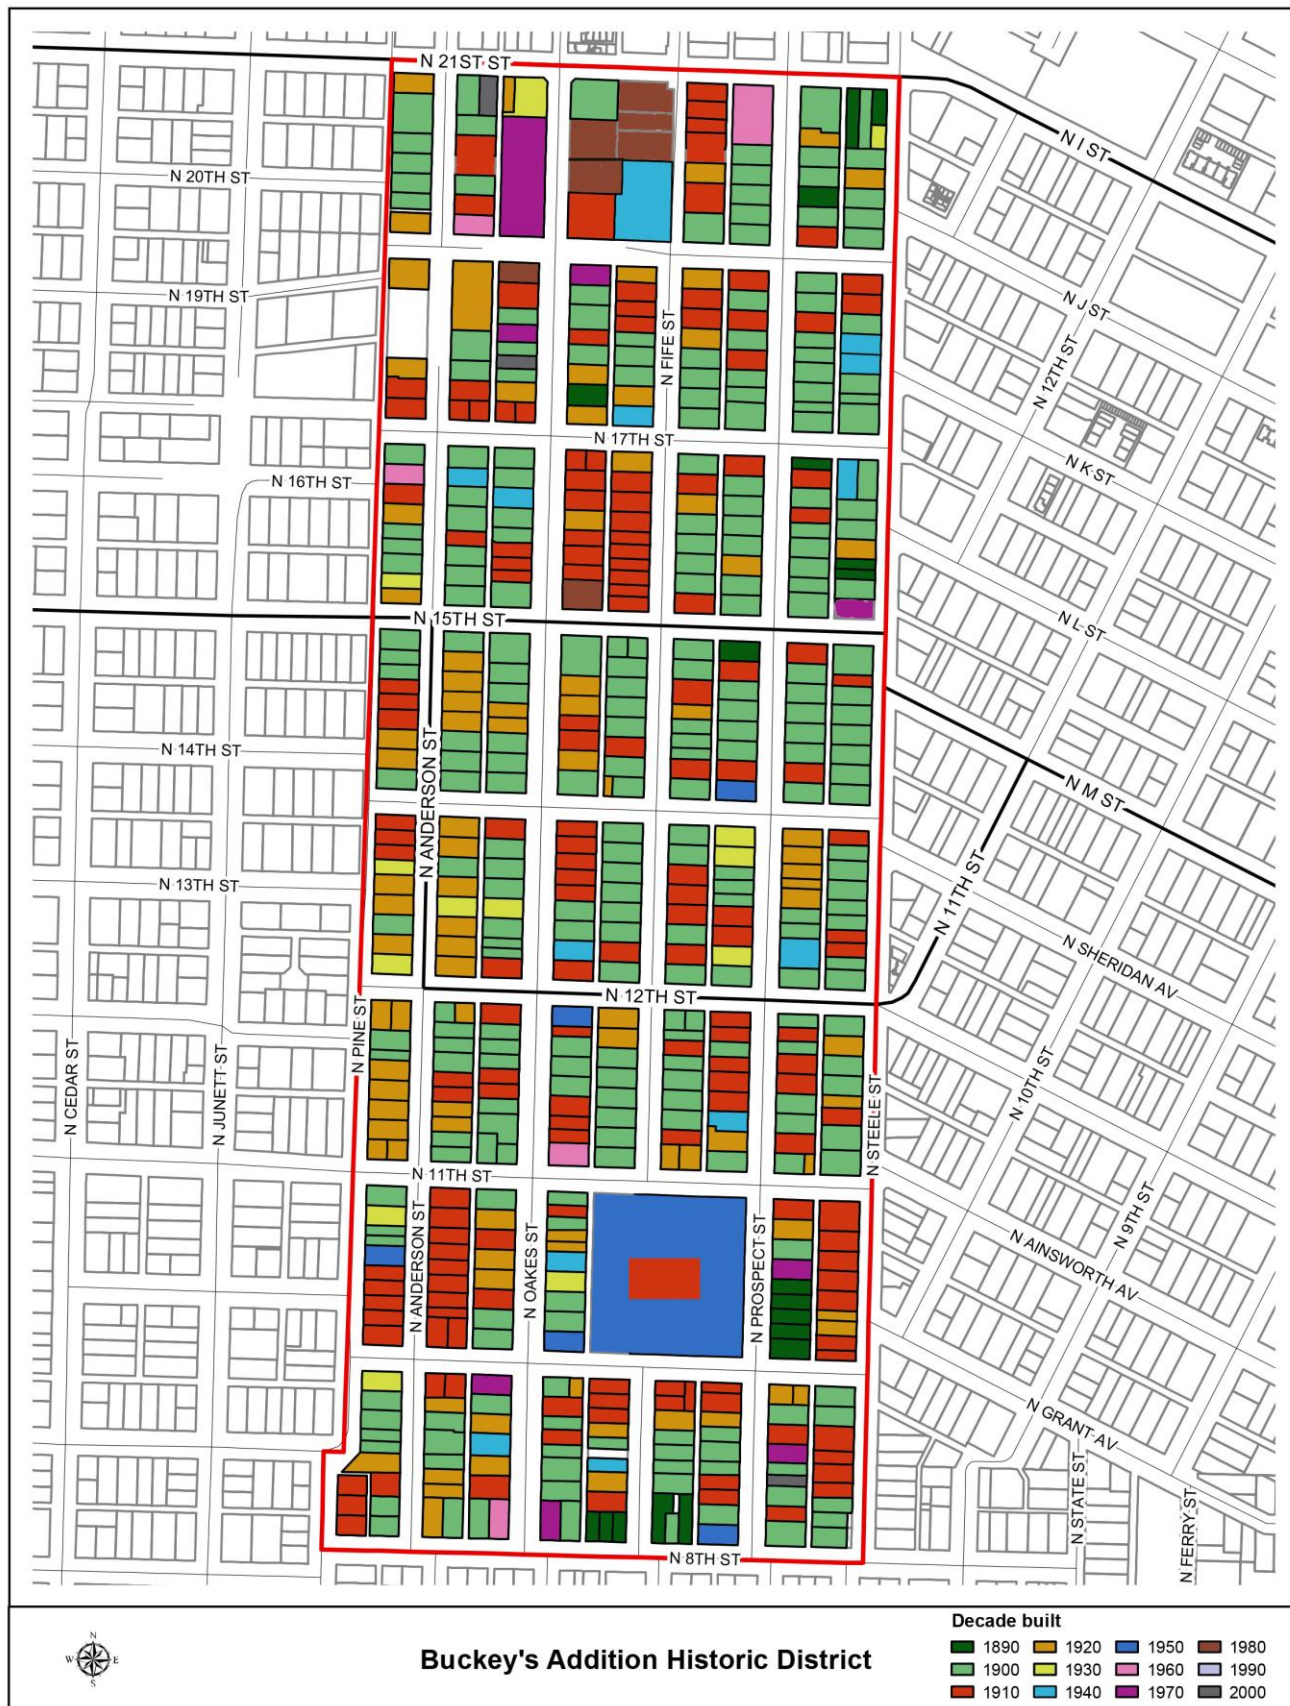 N 21ST ST
N I ST
N 20TH ST
N 19TH ST
N J ST
N FIFE ST
N 12TH ST
N 17TH ST
N K ST
N 16TH ST
N 15TH ST
N L ST
N 14TH ST
N ANDERSON ST
N M ST
N 13TH ST
N 11TH ST
N SHERIDAN AV
N 12TH ST
N PINE ST
N CEDAR ST
N JUNETT ST
N 10TH ST
N STEELE ST
N 11TH ST
N 9TH ST
N ANDERSON ST
N OAKES ST
N PROSPECT ST
N AINSWORTH AV
N GRANT AV
N STATE ST
N FERRY ST
N 8TH ST
N
W E
S
Buckey's Addition Historic District
Decade built
1890 1920 1950 1980
1900 1930 1960 1990
1910 1940 1970 2000